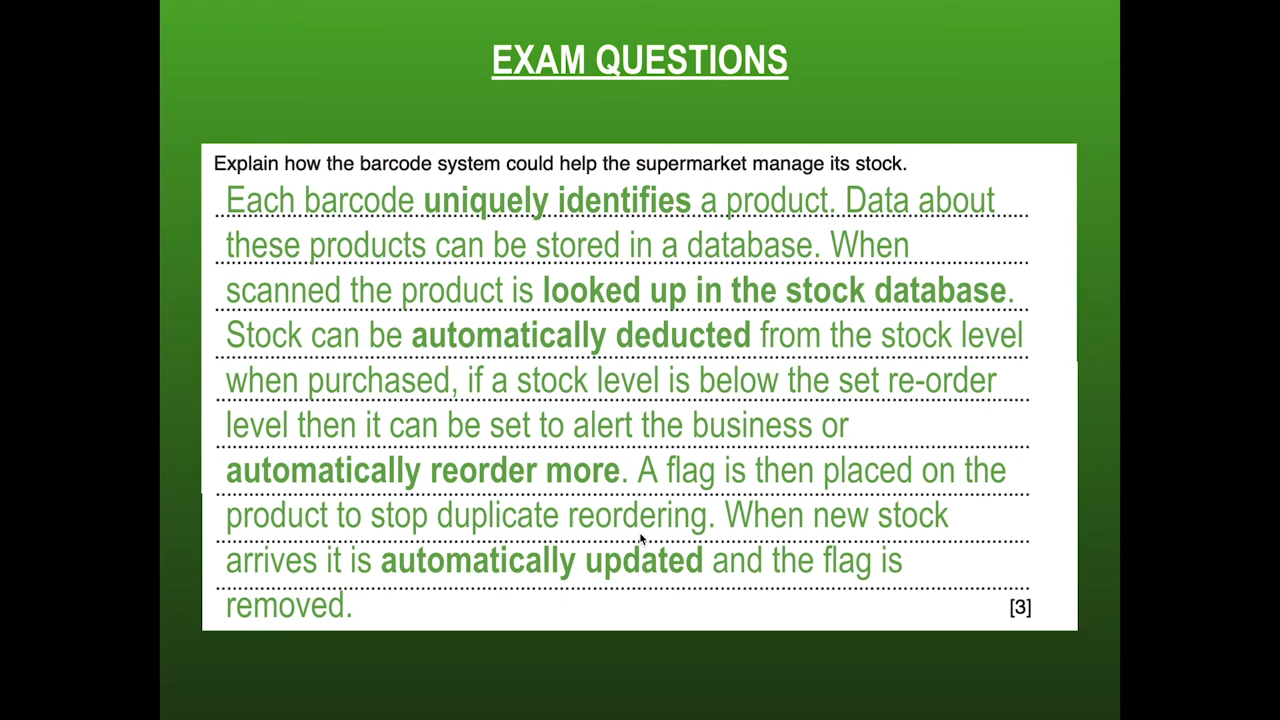 EXAM QUESTIONS
Explain how the barcode system could help the supermarket manage its stock.
Each barcode uniquely identifies a product. Data about
these products can be stored in a database. When
scanned the product is looked up in the stock database.
Stock can be automatically deducted from the stock level
when purchased, if a stock level is below the set re-order
level then it can be set to alert the business or
automatically reorder more. A flag is then placed on the
product to stop duplicate reordering. When new stock
arrives it is automatically updated and the flag is
removed.
[3]